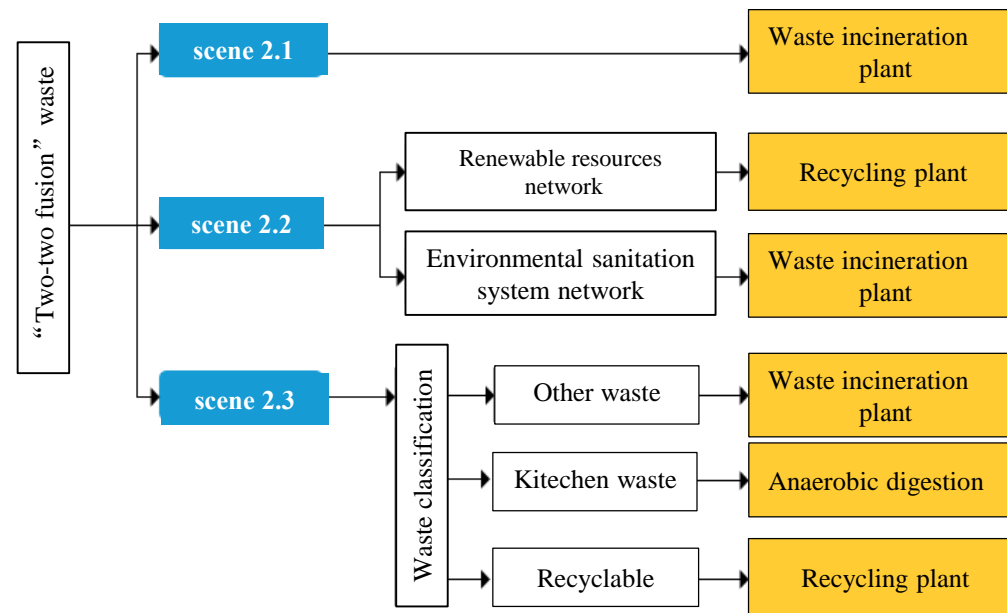 “Two-two fusion” waste
scene 2.1
Waste incineration
plant
scene 2.2
Renewable resources
network
Recycling plant
Environmental sanitation
system network
Waste incineration
plant
scene 2.3
Waste classification
Other waste
Waste incineration
plant
Kitechen waste
Anaerobic digestion
Recyclable
Recycling plant